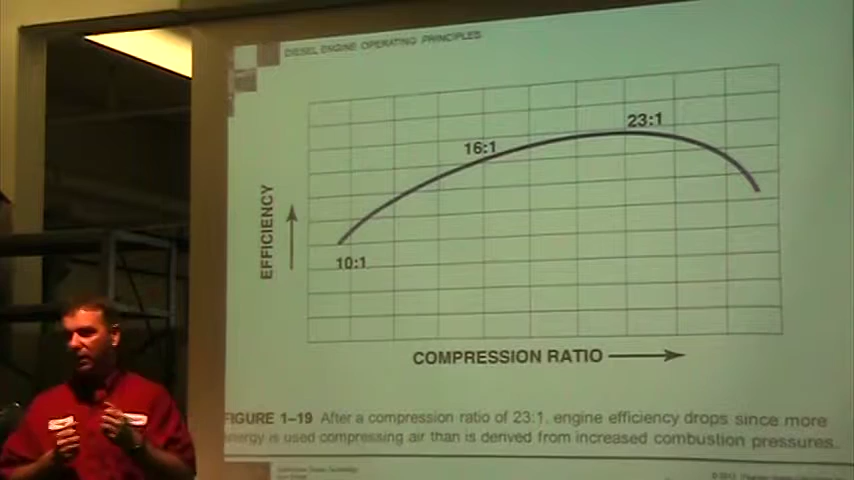 DIESEL ENGINE OPERATING PRINCIPLES
23:1
16:1
EFFICIENCY
10:1
COMPRESSION RATIO
FIGURE 1–19 After a compression ratio of 23:1, engine efficiency drops since more
energy is used compressing air than is derived from increased combustion pressures.